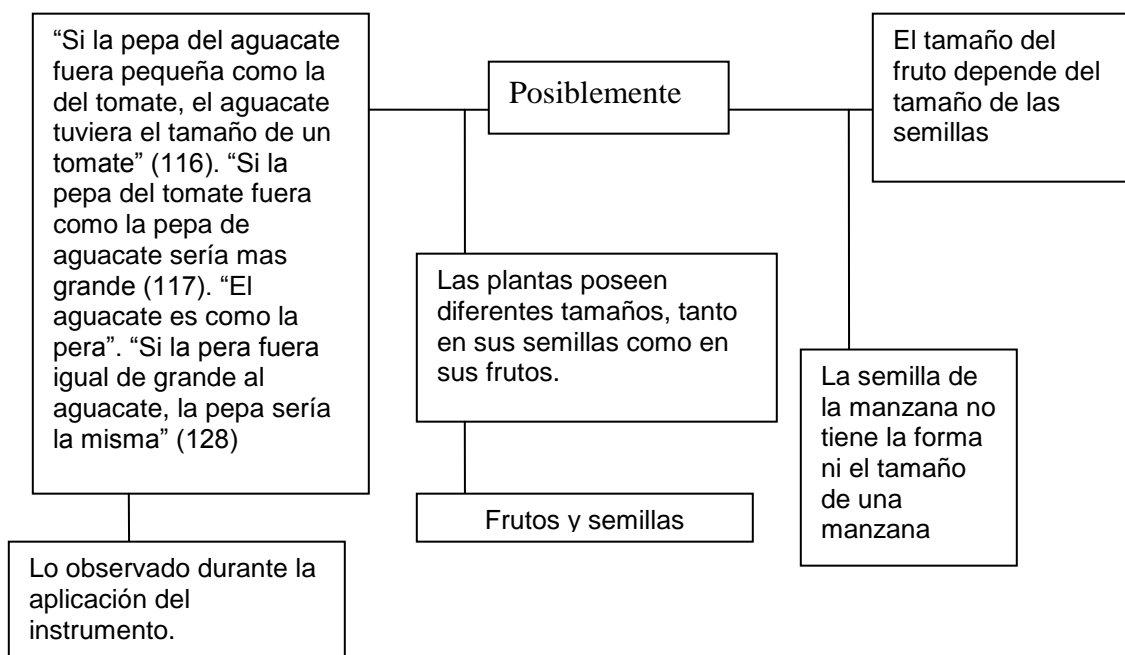 “Si la pepa del aguacate
fuera pequeña como la
del tomate, el aguacate
tuviera el tamaño de un
tomate” (116). “Si la
pepa del tomate fuera
como la pepa de
aguacate sería mas
grande (117). “El
aguacate es como la
pera”. “Si la pera fuera
igual de grande al
aguacate, la pepa sería
la misma” (128)
Lo observado durante la
aplicación del
instrumento.
Posiblemente
Las plantas poseen
diferentes tamaños, tanto
en sus semillas como en
sus frutos.
Frutos y semillas
El tamaño del
fruto depende del
tamaño de las
semillas
La semilla de
la manzana no
tiene la forma
ni el tamaño
de una
manzana